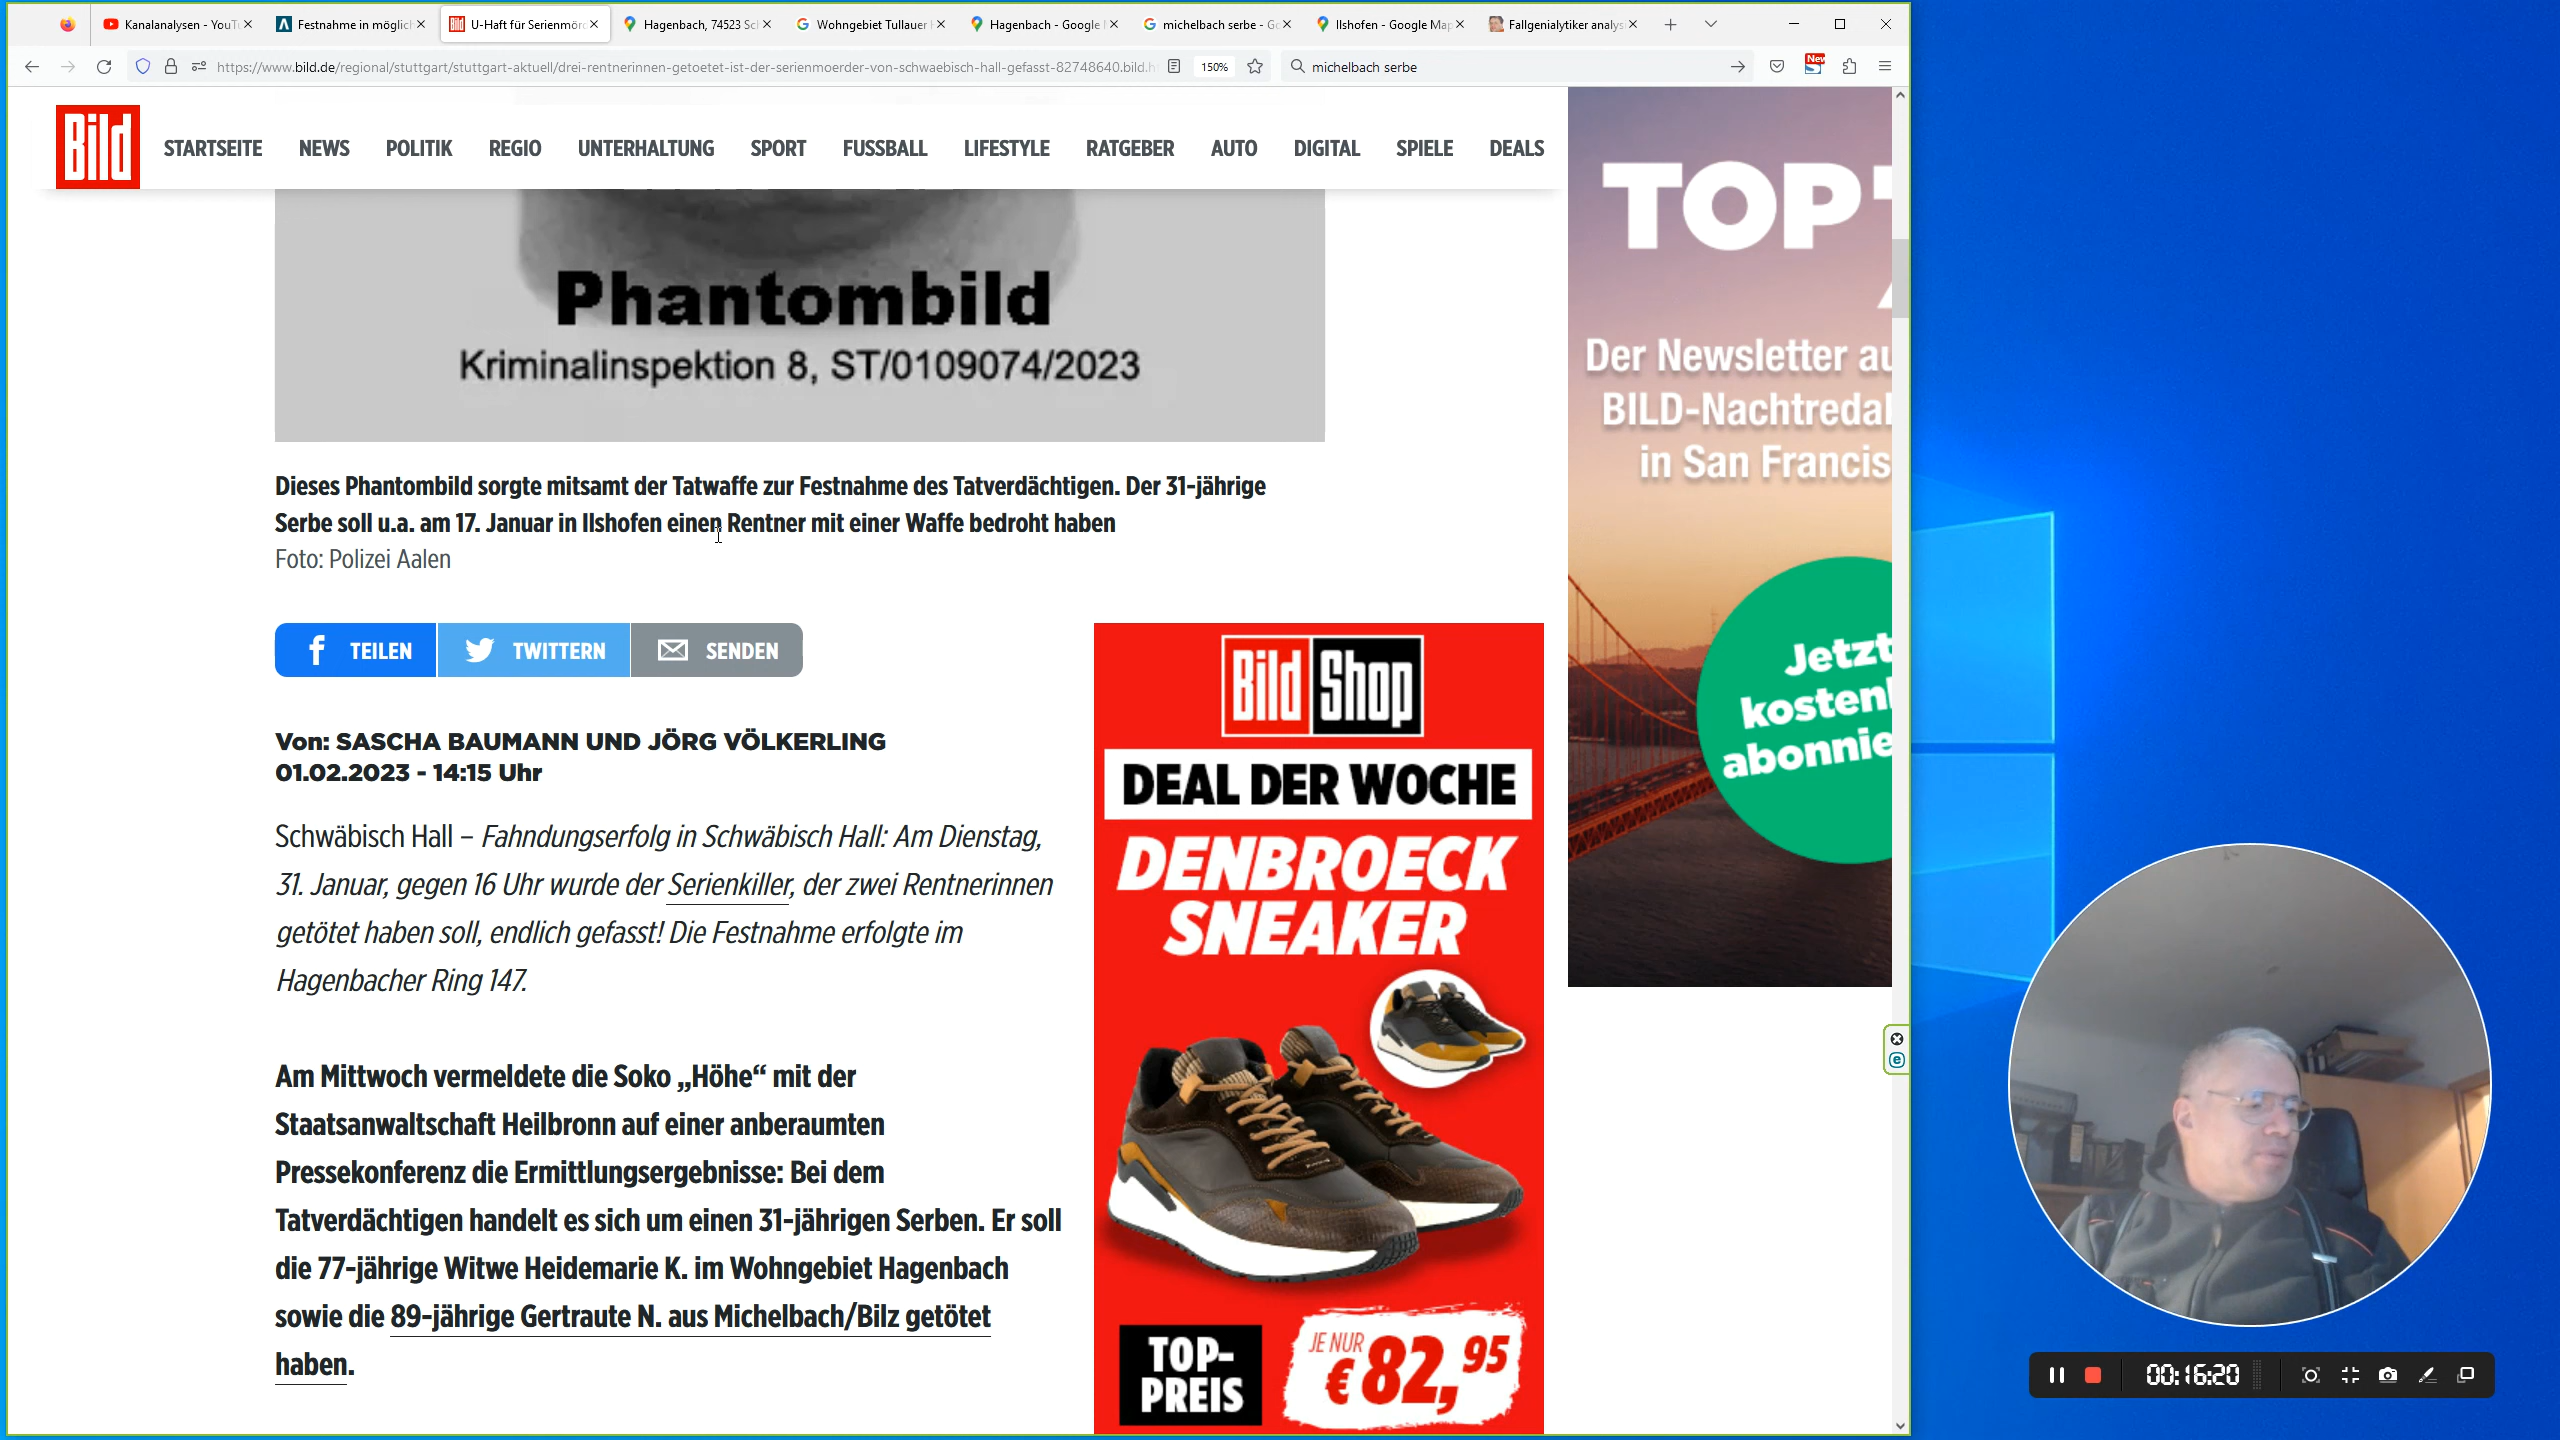 Kanalanalysen - YouT
Festnahme in möglic
U-Haft für Serienmör
Hagenbach, 74523 Sc
Wohngebiet Tullauer
Hagenbach - Google
michelbach serbe - G
Ilshofen - Google Map
Fallgenialytiker analys
https://www.bild.de/regional/stuttgart/stuttgart-aktuell/drei-rentnerinnen-getoetet-ist-der-serienmoerder-von-schwaebisch-hall-gefasst-82748640.bild.h
150%
michelbach serbe
New
Bild
STARTSEITE NEWS POLITIK REGIO UNTERHALTUNG SPORT FUSSBALL LIFESTYLE RATGEBER AUTO DIGITAL SPIELE DEALS
Phantombild
Kriminalinspektion 8, ST/0109074/2023
Dieses Phantombild sorgte mitsamt der Tatwaffe zur Festnahme des Tatverdächtigen. Der 31-jährige
Serbe soll u.a. am 17. Januar in Ilshofen einen Rentner mit einer Waffe bedroht haben
Foto: Polizei Aalen
TEILEN
TWITTERN
SENDEN
Von: SASCHA BAUMANN UND JÖRG VÖLKERLING
01.02.2023 - 14:15 Uhr
Schwäbisch Hall – Fahndungserfolg in Schwäbisch Hall: Am Dienstag,
31. Januar, gegen 16 Uhr wurde der Serienkiller, der zwei Rentnerinnen
getötet haben soll, endlich gefasst! Die Festnahme erfolgte im
Hagenbacher Ring 147.
Am Mittwoch vermeldete die Soko „Höhe“ mit der
Staatsanwaltschaft Heilbronn auf einer anberaumten
Pressekonferenz die Ermittlungsergebnisse: Bei dem
Tatverdächtigen handelt es sich um einen 31-jährigen Serben. Er soll
die 77-jährige Witwe Heidemarie K. im Wohngebiet Hagenbach
sowie die 89-jährige Gertraute N. aus Michelbach/Bilz getötet
haben.
Bild Shop
DEAL DER WOCHE
DENBROECK
SNEAKER
TOP-
PREIS
JE NUR
€ 82,95
TOP
Der Newsletter au
BILD-Nachtredal
in San Francis
Jetzt
kostenl
abonnie
00:16:20